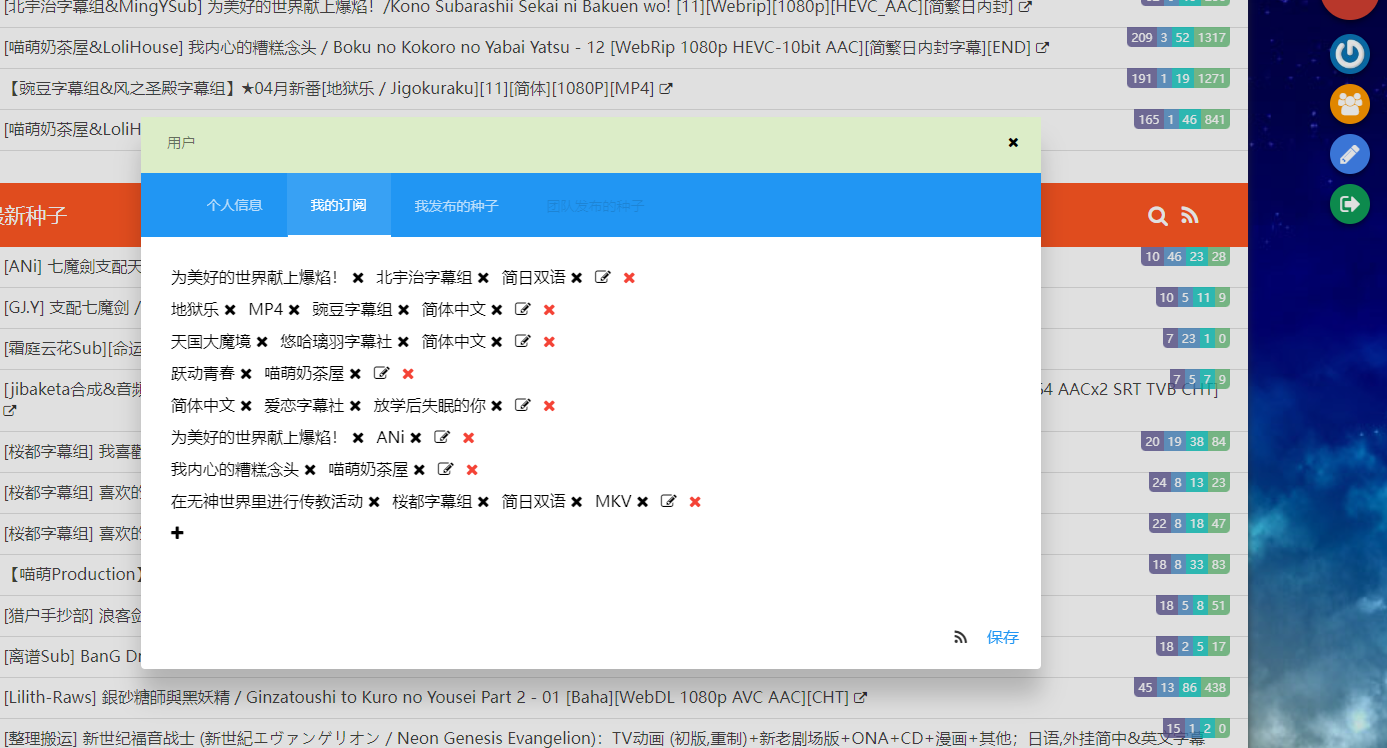 [北宇治字幕组&MingYSub] 为美好的世界献上爆焰！/Kono Subarashii Sekai ni Bakuen wo! [11][Webrip][1080p][HEVC_AAC][简繁日内封]
[喵萌奶茶屋&LoliHouse] 我内心的糟糕念头 / Boku no Kokoro no Yabai Yatsu - 12 [WebRip 1080p HEVC-10bit AAC][简繁日内封字幕][END]
209 3 52 1317
【豌豆字幕组&风之圣殿字幕组】★04月新番[地狱乐 / Jigokuraku][11][简体][1080P][MP4]
191 1 19 1271
[喵萌奶茶屋&LoliH
165 1 46 841
用户
个人信息 我的订阅 我发布的种子 团队发布的种子
最新种子
[ANi] 七魔劍支配天
10 46 23 28
为美好的世界献上爆焰！ 北宇治字幕组 简日双语
[GJ.Y] 支配七魔剑 /
10 5 11 9
地狱乐 MP4 豌豆字幕组 简体中文
[霜庭云花Sub][命运
7 23 1 0
天国大魔境 悠哈璃羽字幕社 简体中文
跃动青春 喵萌奶茶屋
[jibaketa合成&音頻
64 AACx2 SRT TVB CHT]
7 5 7 9
简体中文 爱恋字幕社 放学后失眠的你
为美好的世界献上爆焰！ ANi
[桜都字幕组] 我喜歡
20 19 38 84
我内心的糟糕念头 喵萌奶茶屋
[桜都字幕组] 喜欢的
24 8 13 23
在无神世界里进行传教活动 桜都字幕组 简日双语 MKV
[桜都字幕组] 喜欢的
22 8 18 47
【喵萌Production】
18 8 33 83
[猎户手抄部] 浪客剑
18 5 8 51
保存
[离谱Sub] BanG Dr
18 2 5 17
[Lilith-Raws] 銀砂糖師與黑妖精 / Ginzatoushi to Kuro no Yousei Part 2 - 01 [Baha][WebDL 1080p AVC AAC][CHT]
45 13 86 438
[整理搬运] 新世纪福音战士 (新世紀エヴァンゲリオン / Neon Genesis Evangelion)：TV动画 (初版,重制)+新老剧场版+ONA+CD+漫画+其他；日语,外挂简中&英文字幕
15 1 2 0